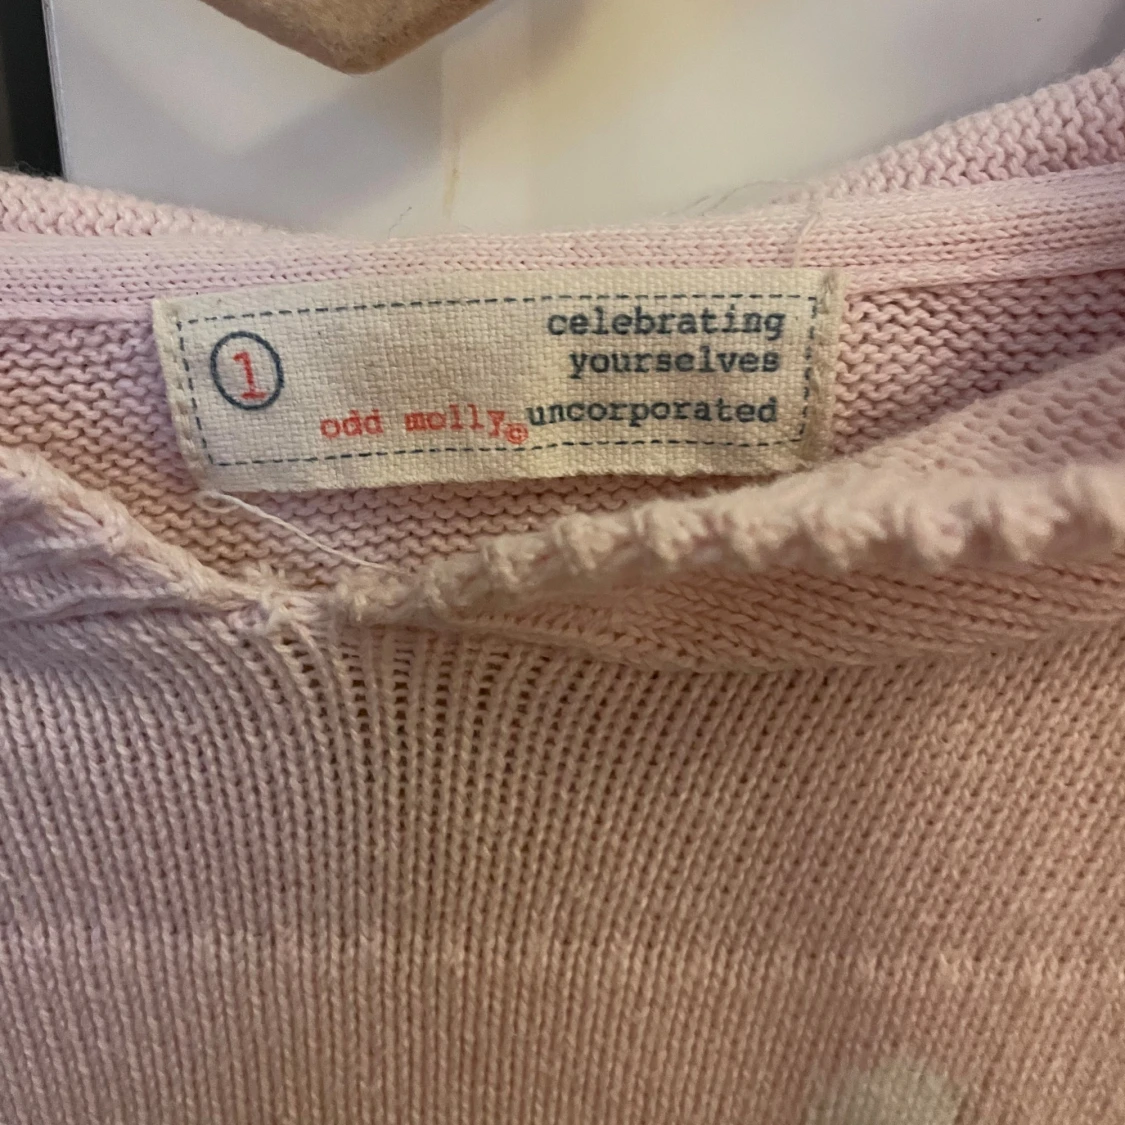 1
celebrating
yourselves
odd molly©uncorporated